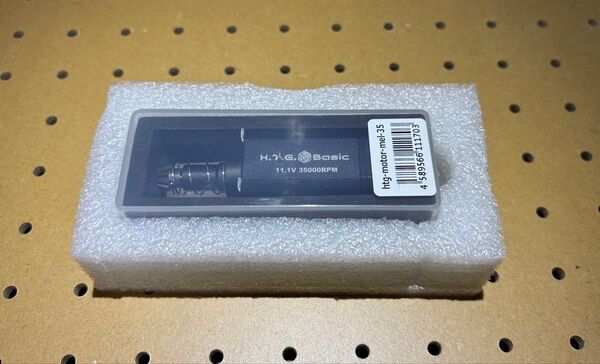 H.T.G. Basic
11.1V 35000RPM
htg-motor-mel-35
4 589566 111703